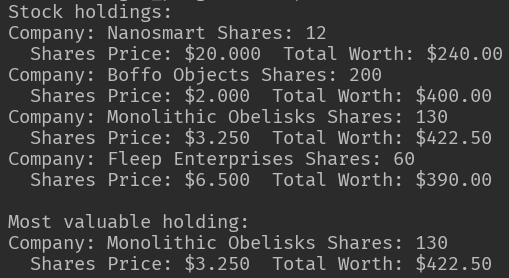 Stock holdings:
Company: Nanosmart Shares: 12
  Shares Price: $20.000  Total Worth: $240.00
Company: Boffo Objects Shares: 200
  Shares Price: $2.000  Total Worth: $400.00
Company: Monolithic Obelisks Shares: 130
  Shares Price: $3.250  Total Worth: $422.50
Company: Fleep Enterprises Shares: 60
  Shares Price: $6.500  Total Worth: $390.00

Most valuable holding:
Company: Monolithic Obelisks Shares: 130
  Shares Price: $3.250  Total Worth: $422.50